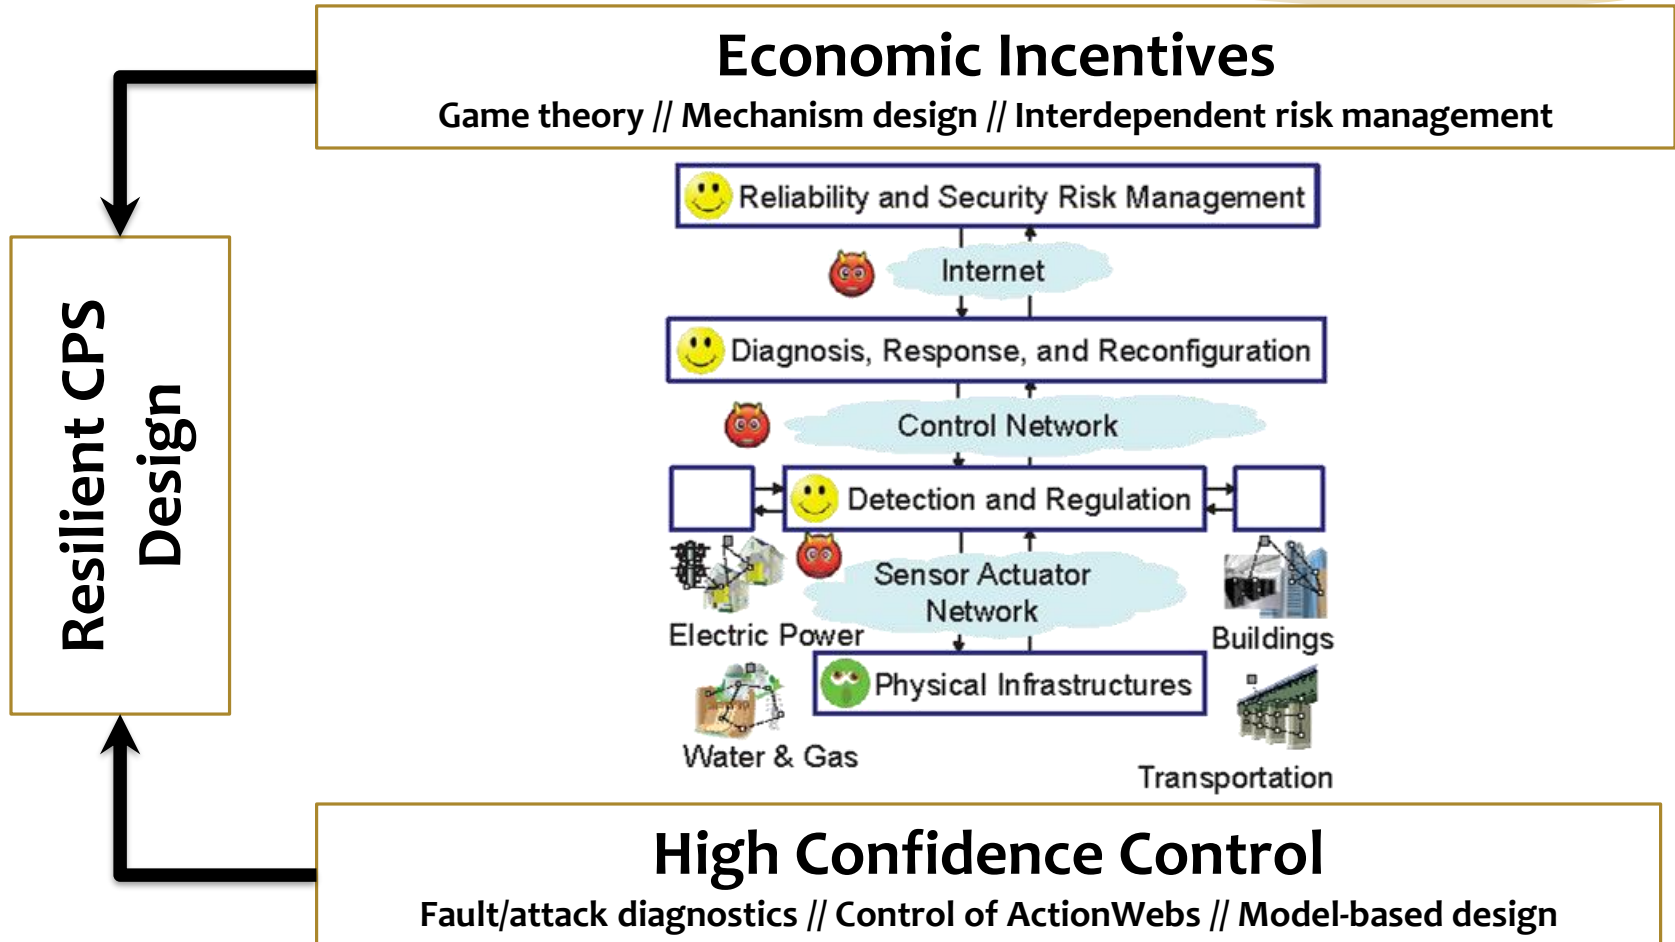 Economic Incentives
Game theory // Mechanism design // Interdependent risk management
Resilient CPS
Design
Reliability and Security Risk Management
Internet
Diagnosis, Response, and Reconfiguration
Control Network
Detection and Regulation
Sensor Actuator
Network
Electric Power
Buildings
Physical Infrastructures
Water & Gas
Transportation
High Confidence Control
Fault/attack diagnostics // Control of ActionWebs // Model-based design